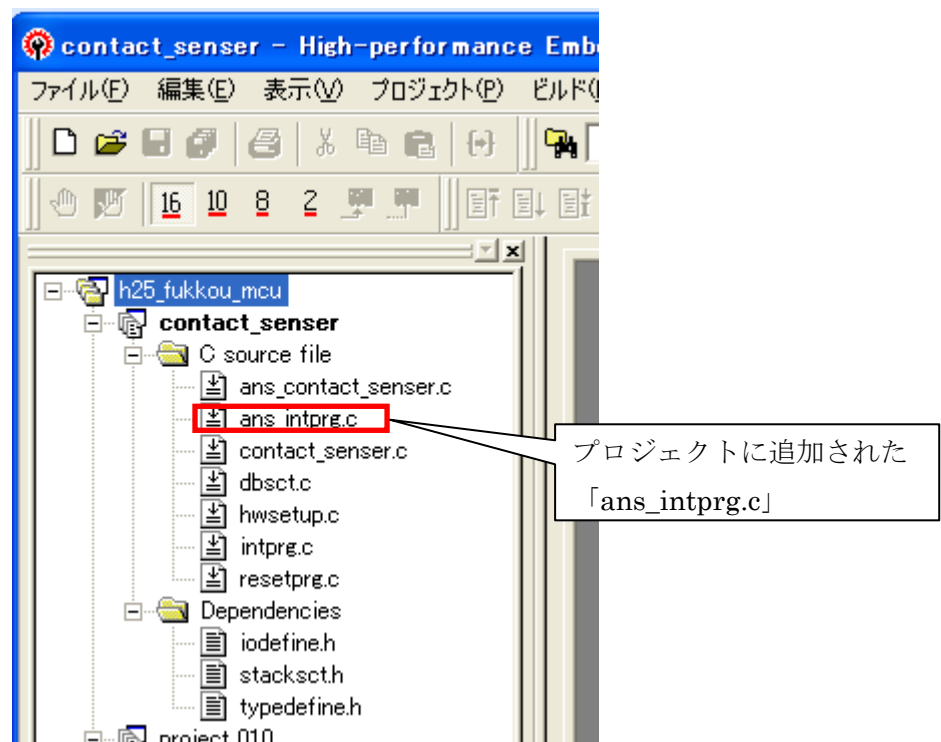 contact_senser - High-performance Emb
ファイル(F) 編集(E) 表示(V) プロジェクト(P) ビルド(
16 10 8 2
h25_fukkou_mcu
contact_senser
C source file
ans_contact_senser.c
ans_intprg.c
contact_senser.c
dbsct.c
hwsetup.c
intprg.c
resetprg.c
Dependencies
iodefine.h
stacksct.h
typedefine.h
project_010
プロジェクトに追加された
「ans_intprg.c」